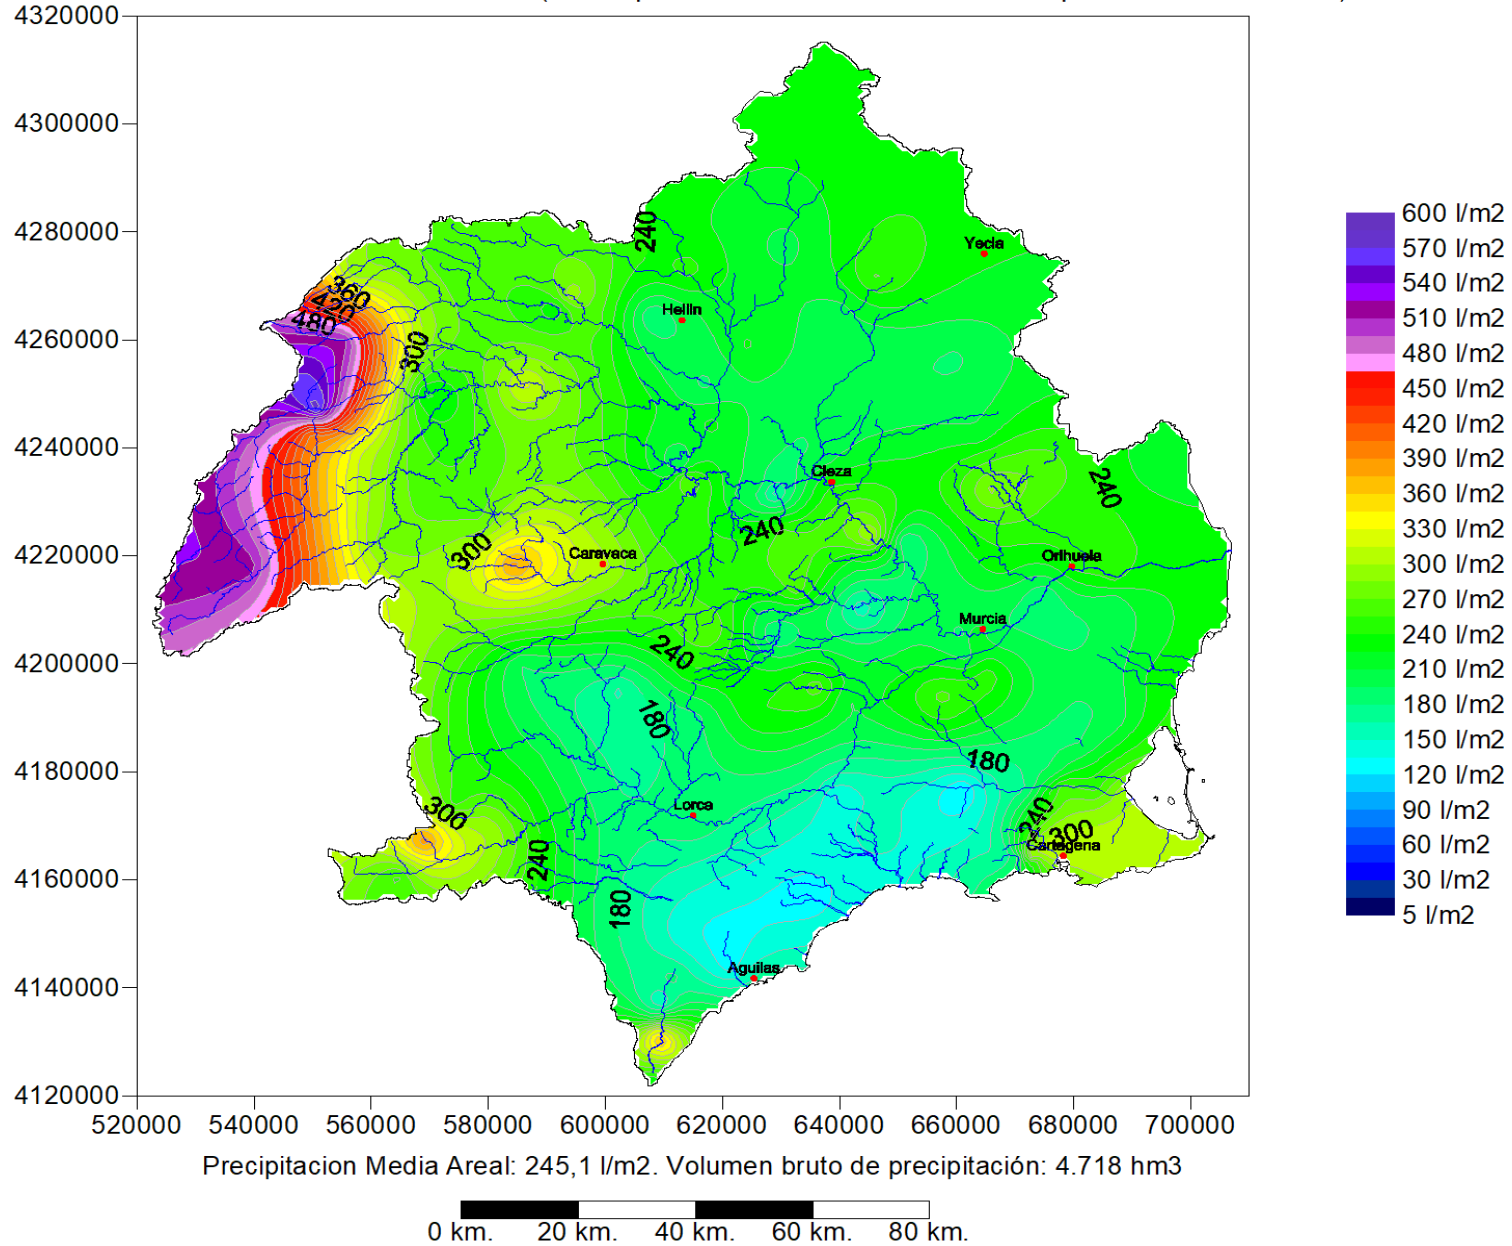 4320000
4300000
4280000
4260000
4240000
4220000
4200000
4180000
4160000
4140000
4120000
520000 540000 560000 580000 600000 620000 640000 660000 680000 700000
240
Yecla
360
420
480
Hellin
300
Cieza
240
240
300
Caravaca
Orihuela
Murcia
240
180
180
300
Lorca
240
300
Cartagena
240
180
Aguilas
600 l/m2
570 l/m2
540 l/m2
510 l/m2
480 l/m2
450 l/m2
420 l/m2
390 l/m2
360 l/m2
330 l/m2
300 l/m2
270 l/m2
240 l/m2
210 l/m2
180 l/m2
150 l/m2
120 l/m2
90 l/m2
60 l/m2
30 l/m2
5 l/m2
Precipitacion Media Areal: 245,1 l/m2. Volumen bruto de precipitación: 4.718 hm3
0 km. 20 km. 40 km. 60 km. 80 km.